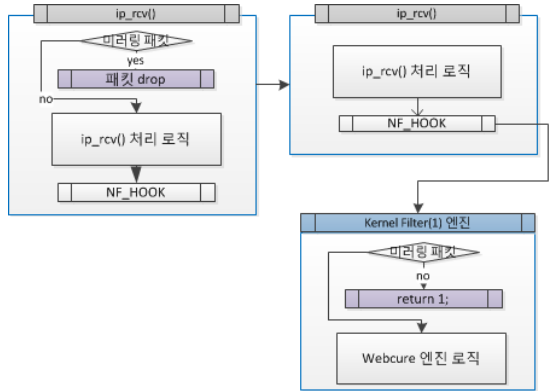 ip_rcv()
미러링 패킷
yes
패킷 drop
no
ip_rcv() 처리 로직
NF_HOOK
ip_rcv()
ip_rcv() 처리 로직
NF_HOOK
Kernel Filter(1) 엔진
미러링 패킷
no
return 1;
Webcure 엔진 로직